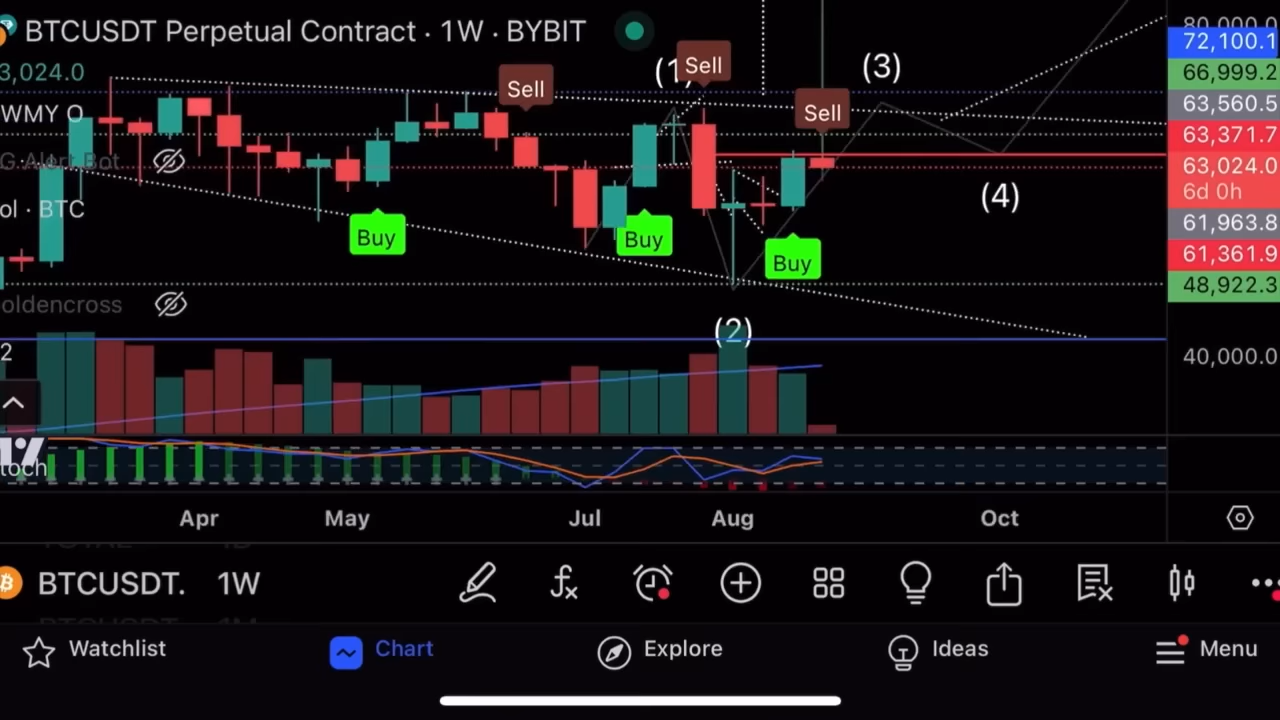 BTCUSDT Perpetual Contract · 1W · BYBIT
80,000.0
72,100.1
3,024.0
66,999.2
WMY O
63,560.5
63,371.7
G Alert Bot
63,024.0
6d 0h
ol · BTC
61,963.8
61,361.9
48,922.3
oldencross
40,000.0
2
Sell
Sell
Sell
Buy
Buy
Buy
(1)
(2)
(3)
(4)
toch
Apr May Jul Aug Oct
BTCUSDT. 1W
Watchlist Chart Explore Ideas Menu